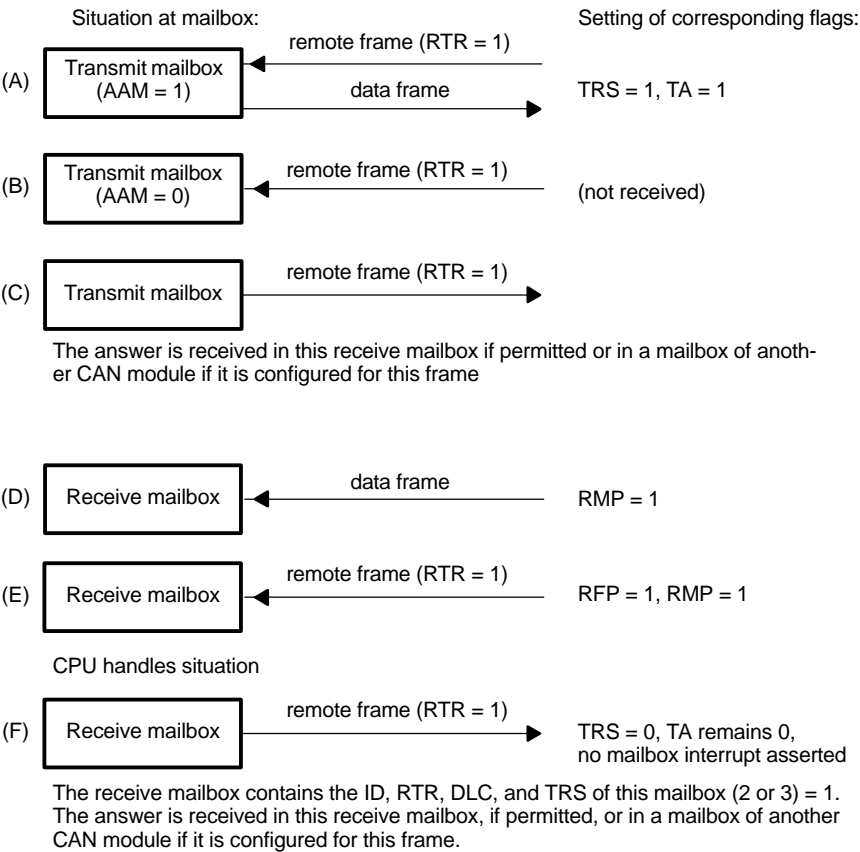 Situation at mailbox:
Setting of corresponding flags:
(A)
Transmit mailbox
(AAM = 1)
remote frame (RTR = 1)
data frame
TRS = 1, TA = 1
(B)
Transmit mailbox
(AAM = 0)
remote frame (RTR = 1)
(not received)
(C)
Transmit mailbox
remote frame (RTR = 1)
The answer is received in this receive mailbox if permitted or in a mailbox of anoth-
er CAN module if it is configured for this frame
(D)
Receive mailbox
data frame
RMP = 1
(E)
Receive mailbox
remote frame (RTR = 1)
RFP = 1, RMP = 1
CPU handles situation
(F)
Receive mailbox
remote frame (RTR = 1)
TRS = 0, TA remains 0,
no mailbox interrupt asserted
The receive mailbox contains the ID, RTR, DLC, and TRS of this mailbox (2 or 3) = 1.
The answer is received in this receive mailbox, if permitted, or in a mailbox of another
CAN module if it is configured for this frame.